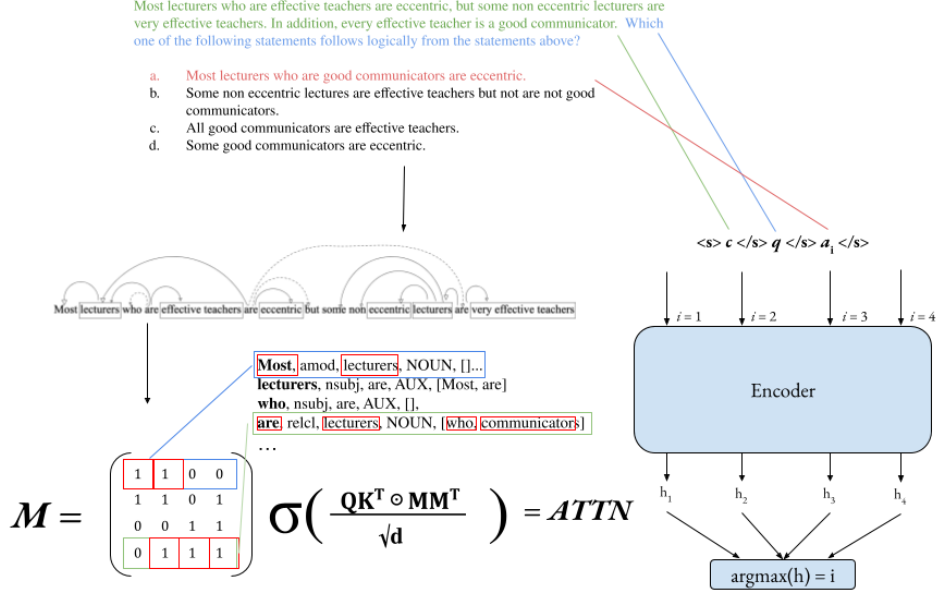 Most lecturers who are effective teachers are eccentric, but some non eccentric lecturers are
very effective teachers. In addition, every effective teacher is a good communicator. Which
one of the following statements follows logically from the statements above?
a. Most lecturers who are good communicators are eccentric.
b. Some non eccentric lectures are effective teachers but not are not good
communicators.
c. All good communicators are effective teachers.
d. Some good communicators are eccentric.
<s> c </s> q </s> aᵢ </s>
Most lecturers who are effective teachers are eccentric but some non eccentric lecturers are very effective teachers
i = 1 i = 2 i = 3 i = 4
Encoder
Most, amod, lecturers, NOUN, []...
lecturers, nsubj, are, AUX, [Most, are]
who, nsubj, are, AUX, [],
are, relcl, lecturers, NOUN, [who, communicators]
...
M =
1 1 0 0
1 1 0 1
0 0 1 1
0 1 1 1
σ( QKᵀ ⊙ MMᵀ / √d ) = ATTN
h₁ h₂ h₃ h₄
argmax(h) = i